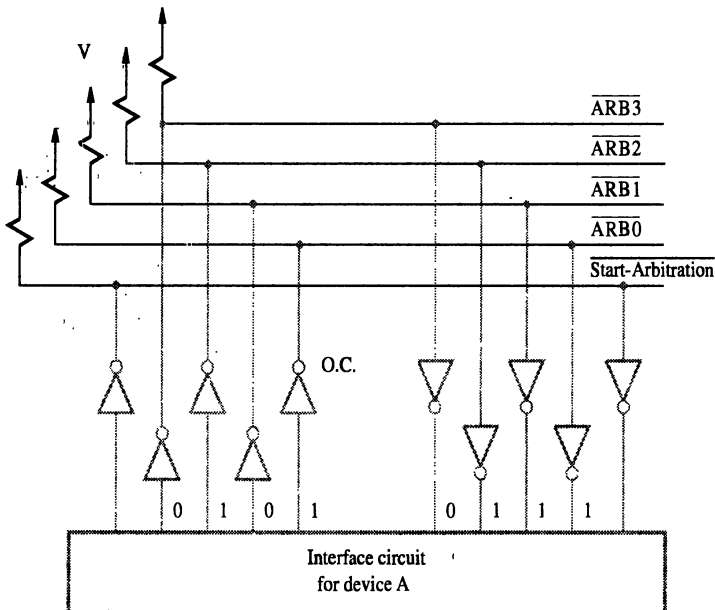 V
ARB3
ARB2
ARB1
ARB0
Start-Arbitration
O.C.
0 1 0 1 0 1 1 1
Interface circuit
for device A